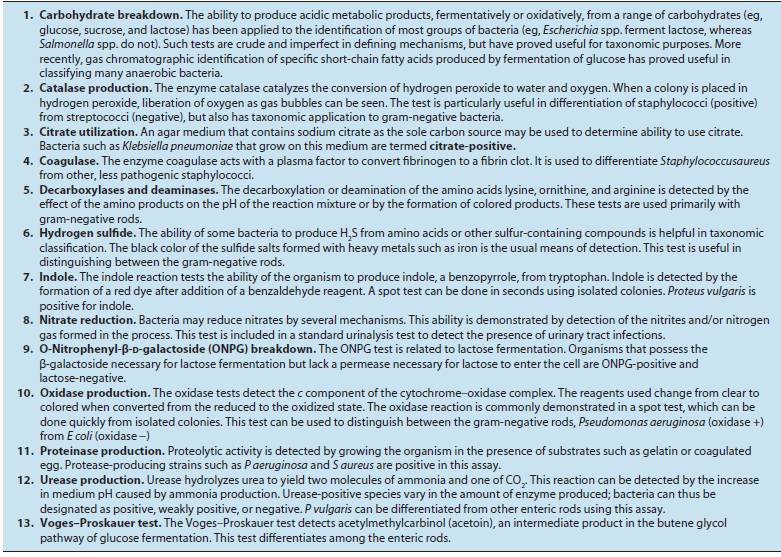 1. Carbohydrate breakdown. The ability to produce acidic metabolic products, fermentatively or oxidatively, from a range of carbohydrates (eg,
glucose, sucrose, and lactose) has been applied to the identification of most groups of bacteria (eg, Escherichia spp. ferment lactose, whereas
Salmonella spp. do not). Such tests are crude and imperfect in defining mechanisms, but have proved useful for taxonomic purposes. More
recently, gas chromatographic identification of specific short-chain fatty acids produced by fermentation of glucose has proved useful in
classifying many anaerobic bacteria.
2. Catalase production. The enzyme catalase catalyzes the conversion of hydrogen peroxide to water and oxygen. When a colony is placed in
hydrogen peroxide, liberation of oxygen as gas bubbles can be seen. The test is particularly useful in differentiation of staphylococci (positive)
from streptococci (negative), but also has taxonomic application to gram-negative bacteria.
3. Citrate utilization. An agar medium that contains sodium citrate as the sole carbon source may be used to determine ability to use citrate.
Bacteria such as Klebsiella pneumoniae that grow on this medium are termed citrate-positive.
4. Coagulase. The enzyme coagulase acts with a plasma factor to convert fibrinogen to a fibrin clot. It is used to differentiate Staphylococcusaureus
from other, less pathogenic staphylococci.
5. Decarboxylases and deaminases. The decarboxylation or deamination of the amino acids lysine, ornithine, and arginine is detected by the
effect of the amino products on the pH of the reaction mixture or by the formation of colored products. These tests are used primarily with
gram-negative rods.
6. Hydrogen sulfide. The ability of some bacteria to produce H2S from amino acids or other sulfur-containing compounds is helpful in taxonomic
classification. The black color of the sulfide salts formed with heavy metals such as iron is the usual means of detection. This test is useful in
distinguishing between the gram-negative rods.
7. Indole. The indole reaction tests the ability of the organism to produce indole, a benzopyrrole, from tryptophan. Indole is detected by the
formation of a red dye after addition of a benzaldehyde reagent. A spot test can be done in seconds using isolated colonies. Proteus vulgaris is
positive for indole.
8. Nitrate reduction. Bacteria may reduce nitrates by several mechanisms. This ability is demonstrated by detection of the nitrites and/or nitrogen
gas formed in the process. This test is included in a standard urinalysis test to detect the presence of urinary tract infections.
9. O-Nitrophenyl-β-D-galactoside (ONPG) breakdown. The ONPG test is related to lactose fermentation. Organisms that possess the
β-galactoside necessary for lactose fermentation but lack a permease necessary for lactose to enter the cell are ONPG-positive and
lactose-negative.
10. Oxidase production. The oxidase tests detect the c component of the cytochrome–oxidase complex. The reagents used change from clear to
colored when converted from the reduced to the oxidized state. The oxidase reaction is commonly demonstrated in a spot test, which can be
done quickly from isolated colonies. This test can be used to distinguish between the gram-negative rods, Pseudomonas aeruginosa (oxidase +)
from E coli (oxidase −)
11. Proteinase production. Proteolytic activity is detected by growing the organism in the presence of substrates such as gelatin or coagulated
egg. Protease-producing strains such as P aeruginosa and S aureus are positive in this assay.
12. Urease production. Urease hydrolyzes urea to yield two molecules of ammonia and one of CO2. This reaction can be detected by the increase
in medium pH caused by ammonia production. Urease-positive species vary in the amount of enzyme produced; bacteria can thus be
designated as positive, weakly positive, or negative. P vulgaris can be differentiated from other enteric rods using this assay.
13. Voges–Proskauer test. The Voges–Proskauer test detects acetylmethylcarbinol (acetoin), an intermediate product in the butene glycol
pathway of glucose fermentation. This test differentiates among the enteric rods.